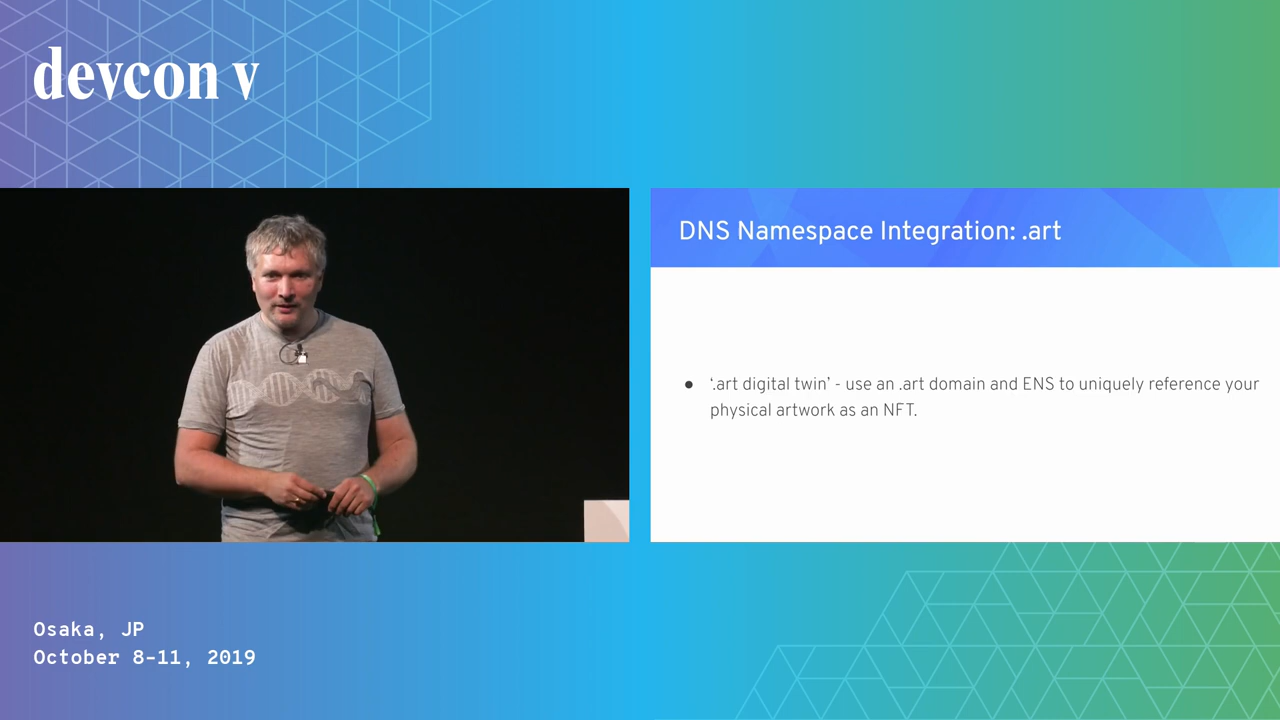 devcon v
DNS Namespace Integration: .art
● ‘.art digital twin’ - use an .art domain and ENS to uniquely reference your
physical artwork as an NFT.
Osaka, JP
October 8-11, 2019